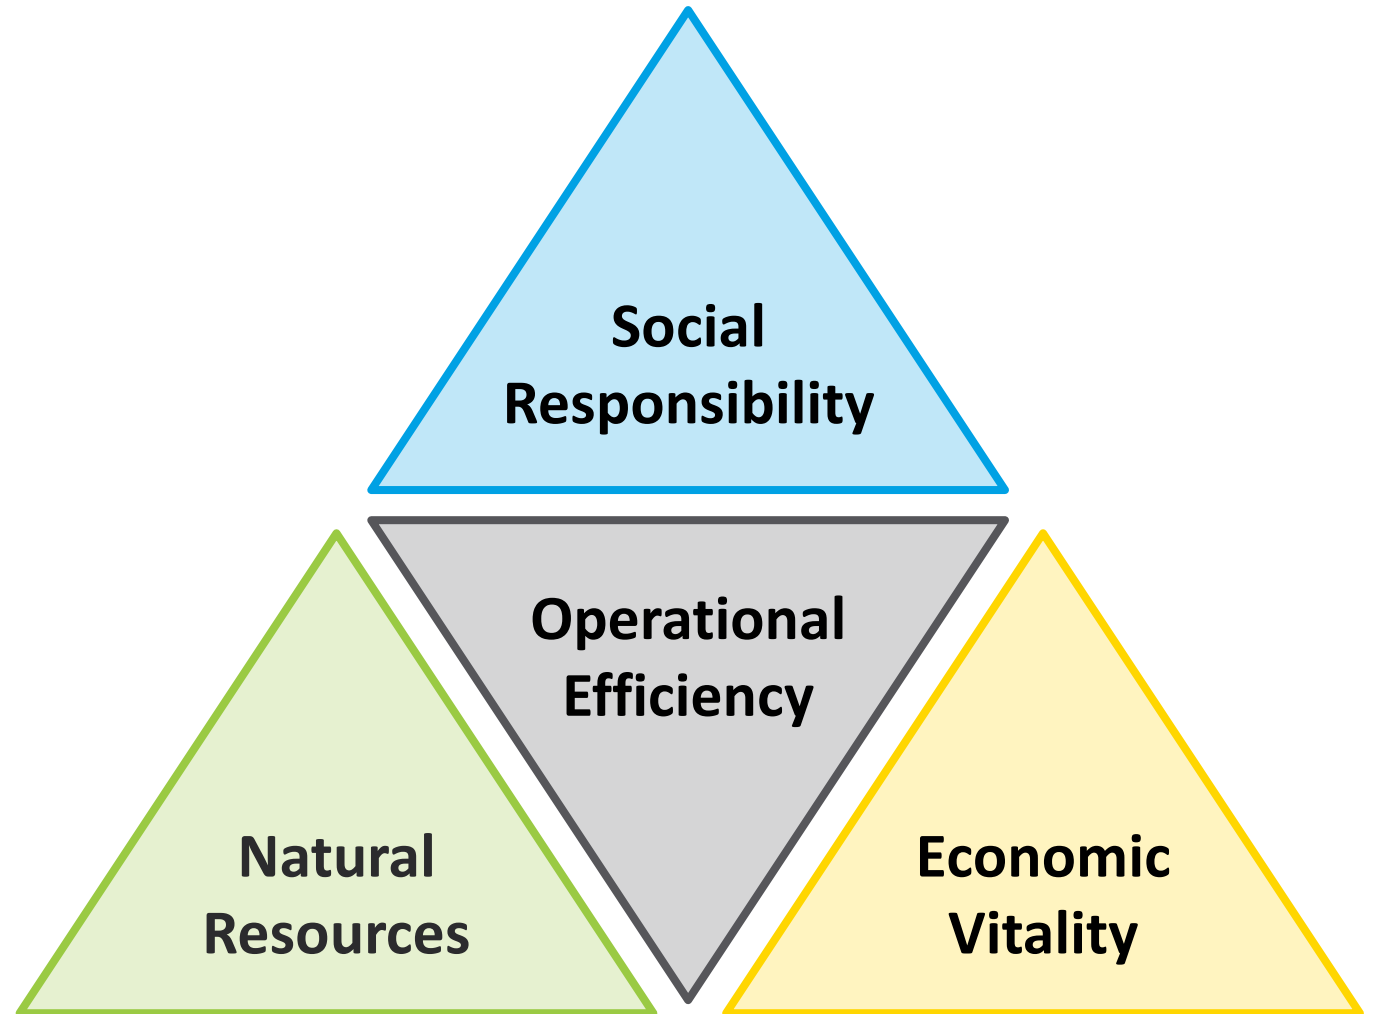 Social
Responsibility
Operational
Efficiency
Natural
Resources
Economic
Vitality